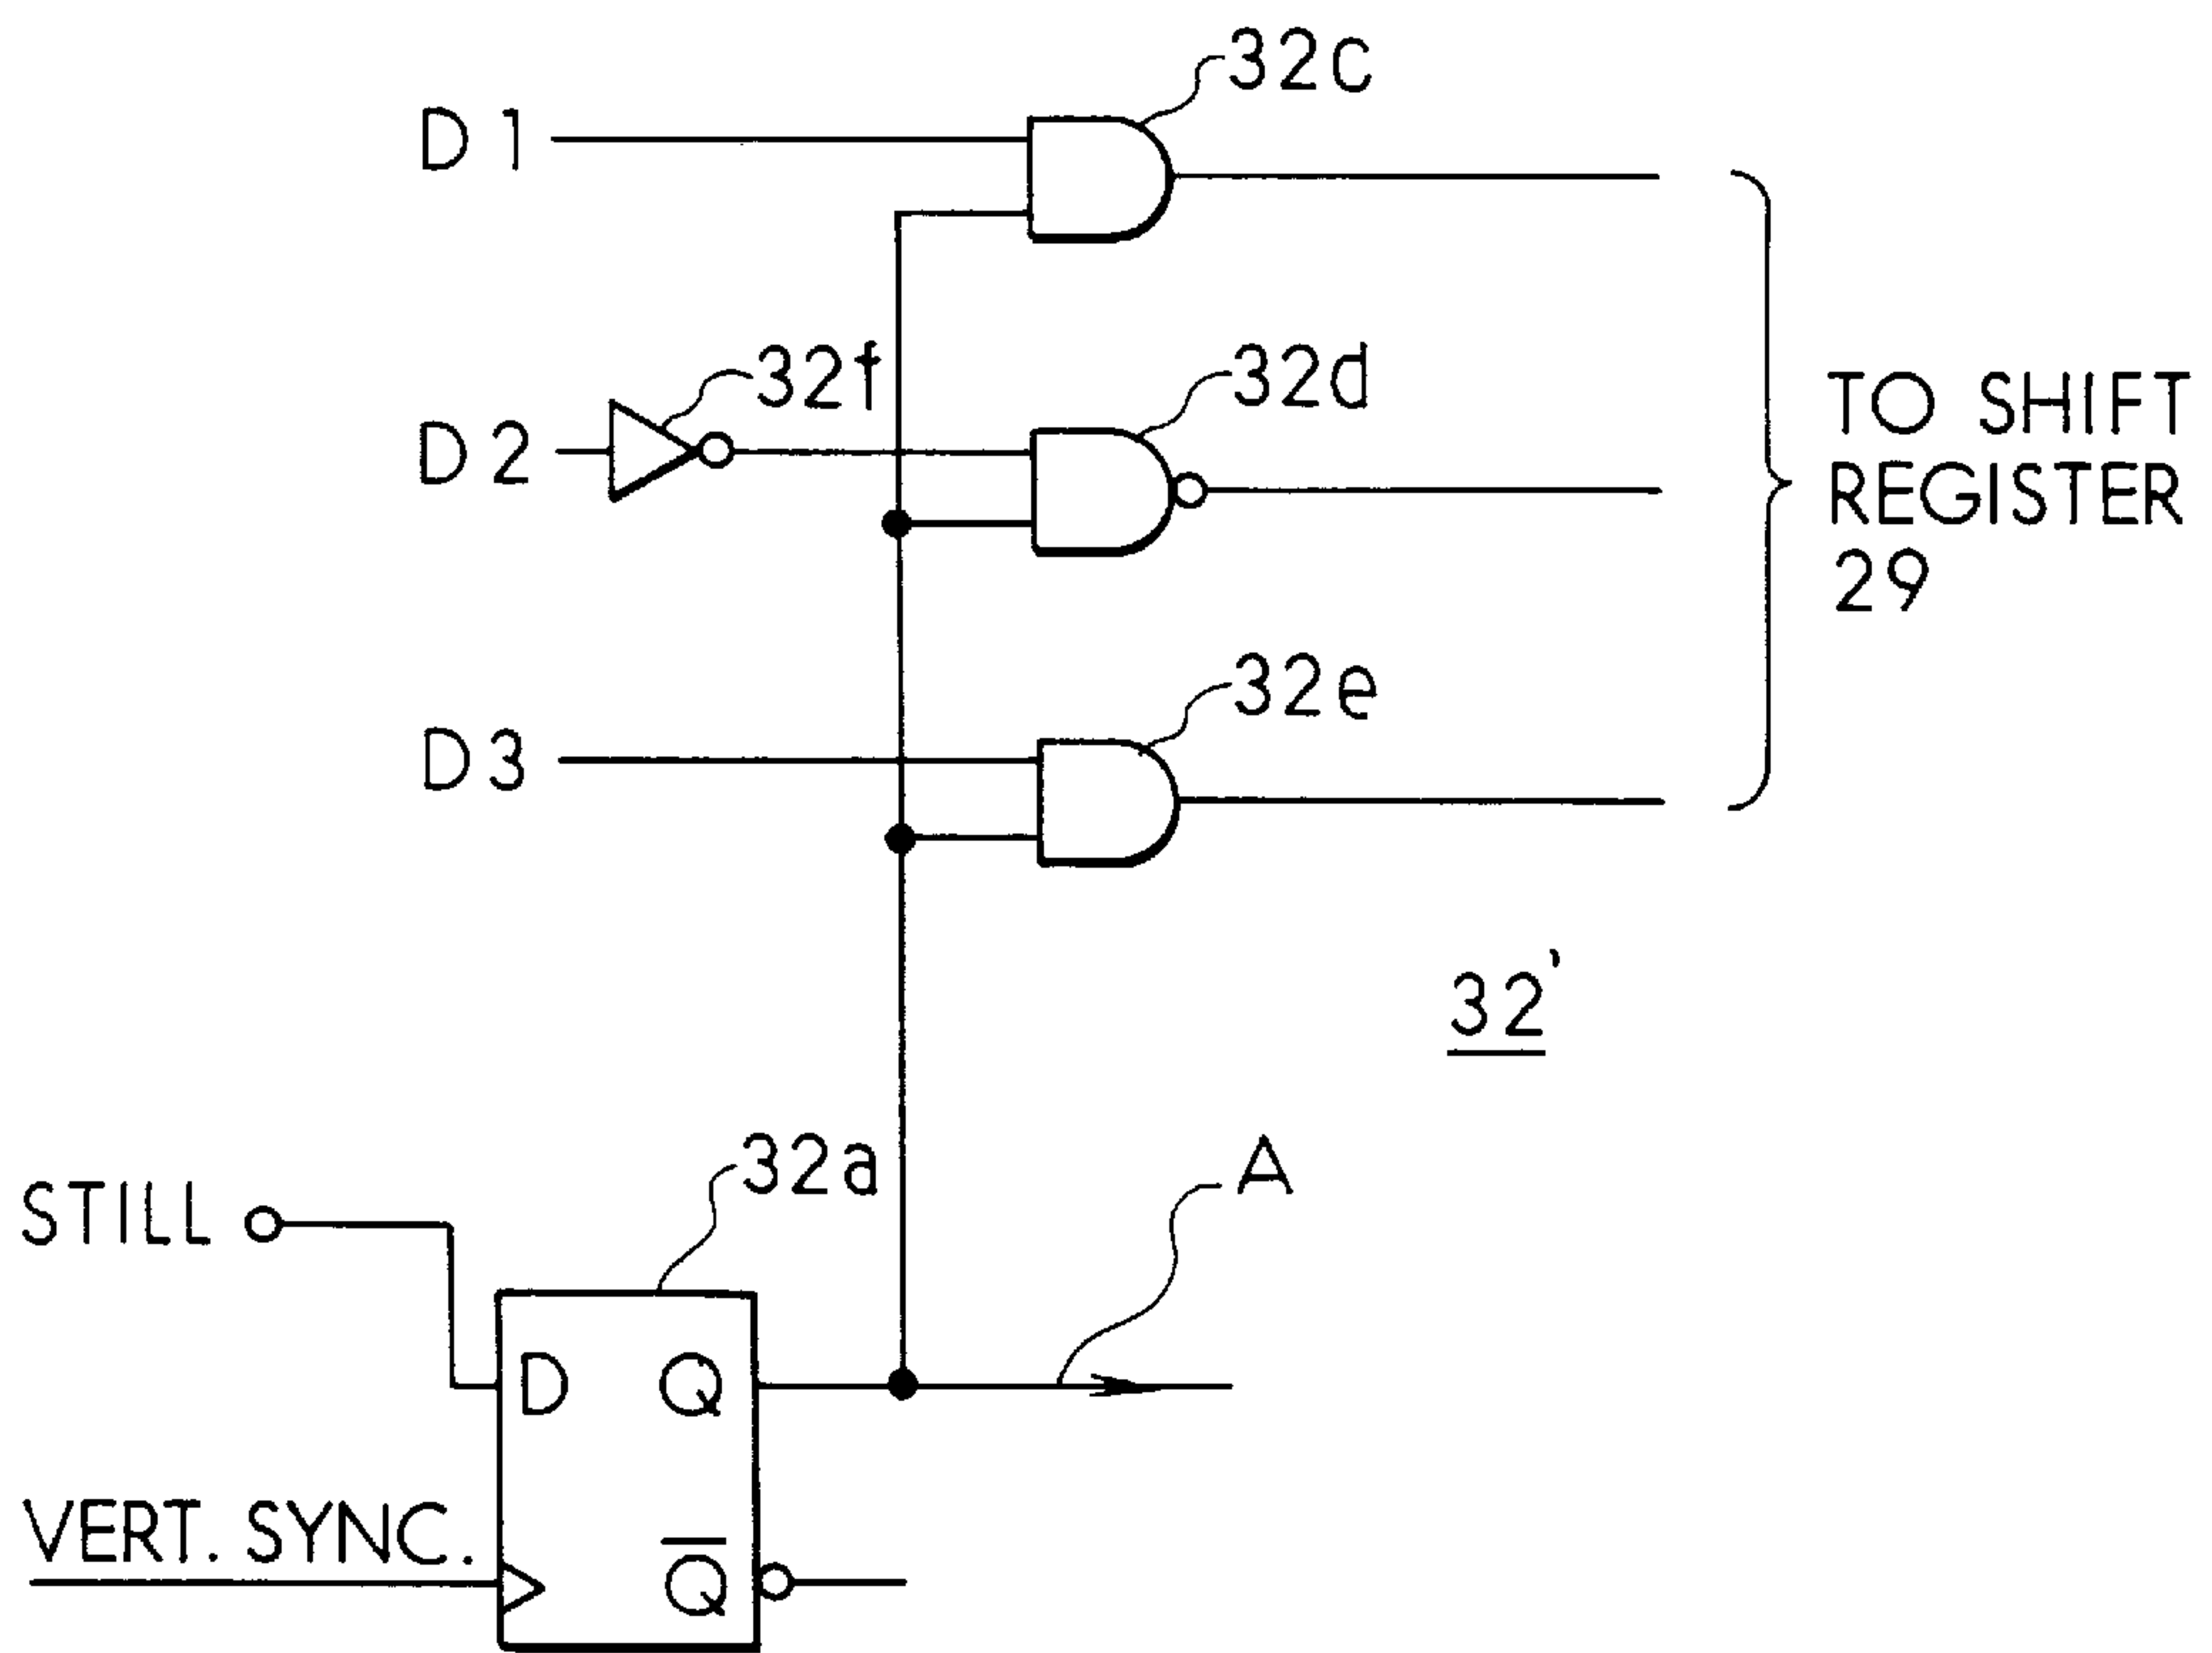 32c
D1
32f
32d
D2
TO SHIFT
REGISTER
29
32e
D3
32'
32a
A
STILL
D Q
VERT. SYNC.
Q̅